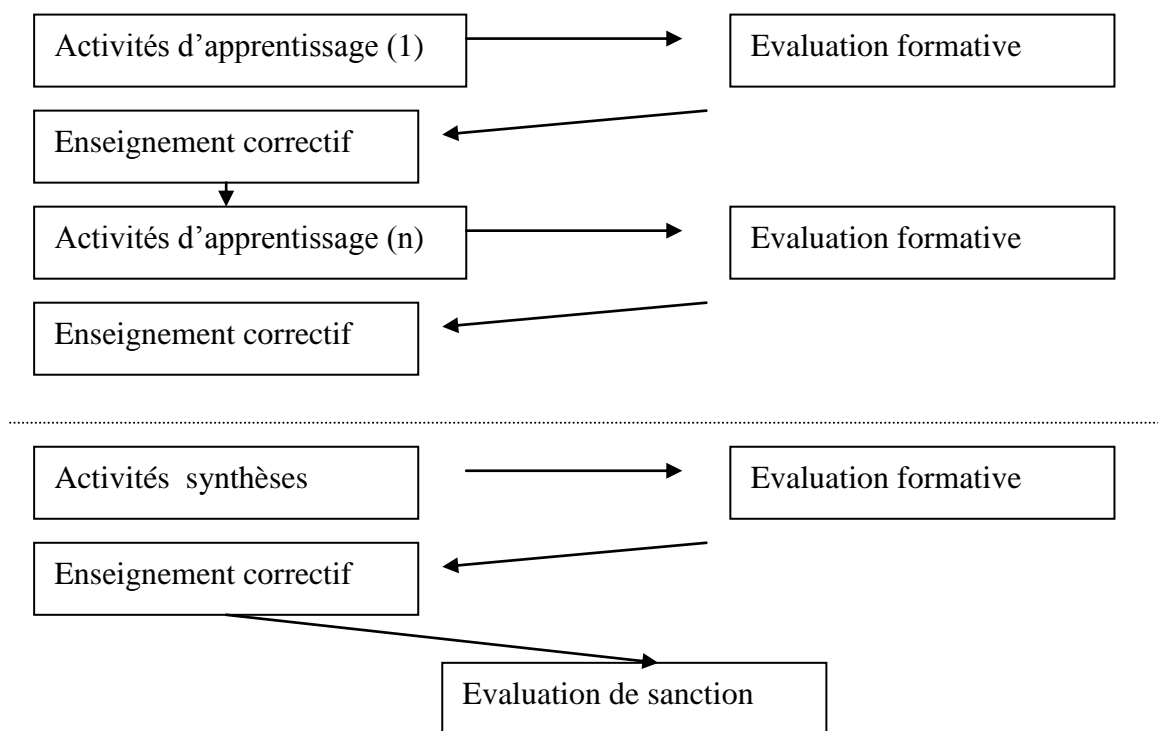 Activités d’apprentissage (1)
Evaluation formative
Enseignement correctif
Activités d’apprentissage (n)
Evaluation formative
Enseignement correctif
Activités synthèses
Evaluation formative
Enseignement correctif
Evaluation de sanction